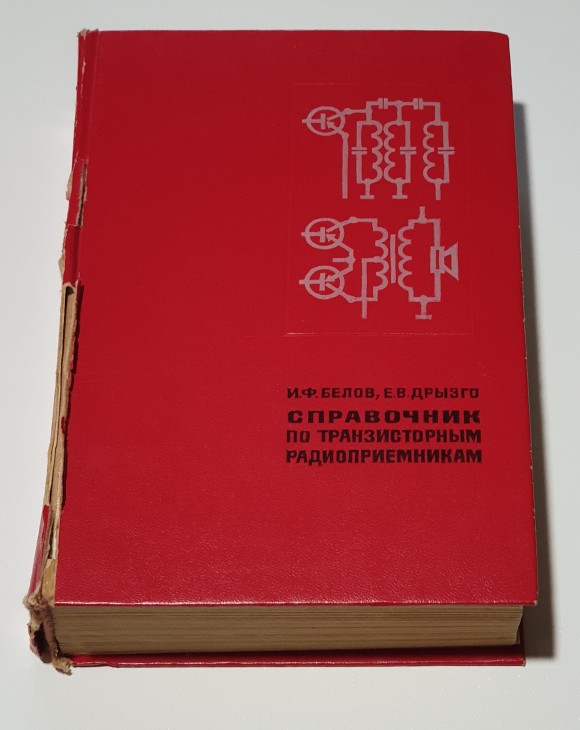 И.Ф.БЕЛОВ, Е.В.ДРЫЗГО
СПРАВОЧНИК
ПО ТРАНЗИСТОРНЫМ
РАДИОПРИЕМНИКАМ